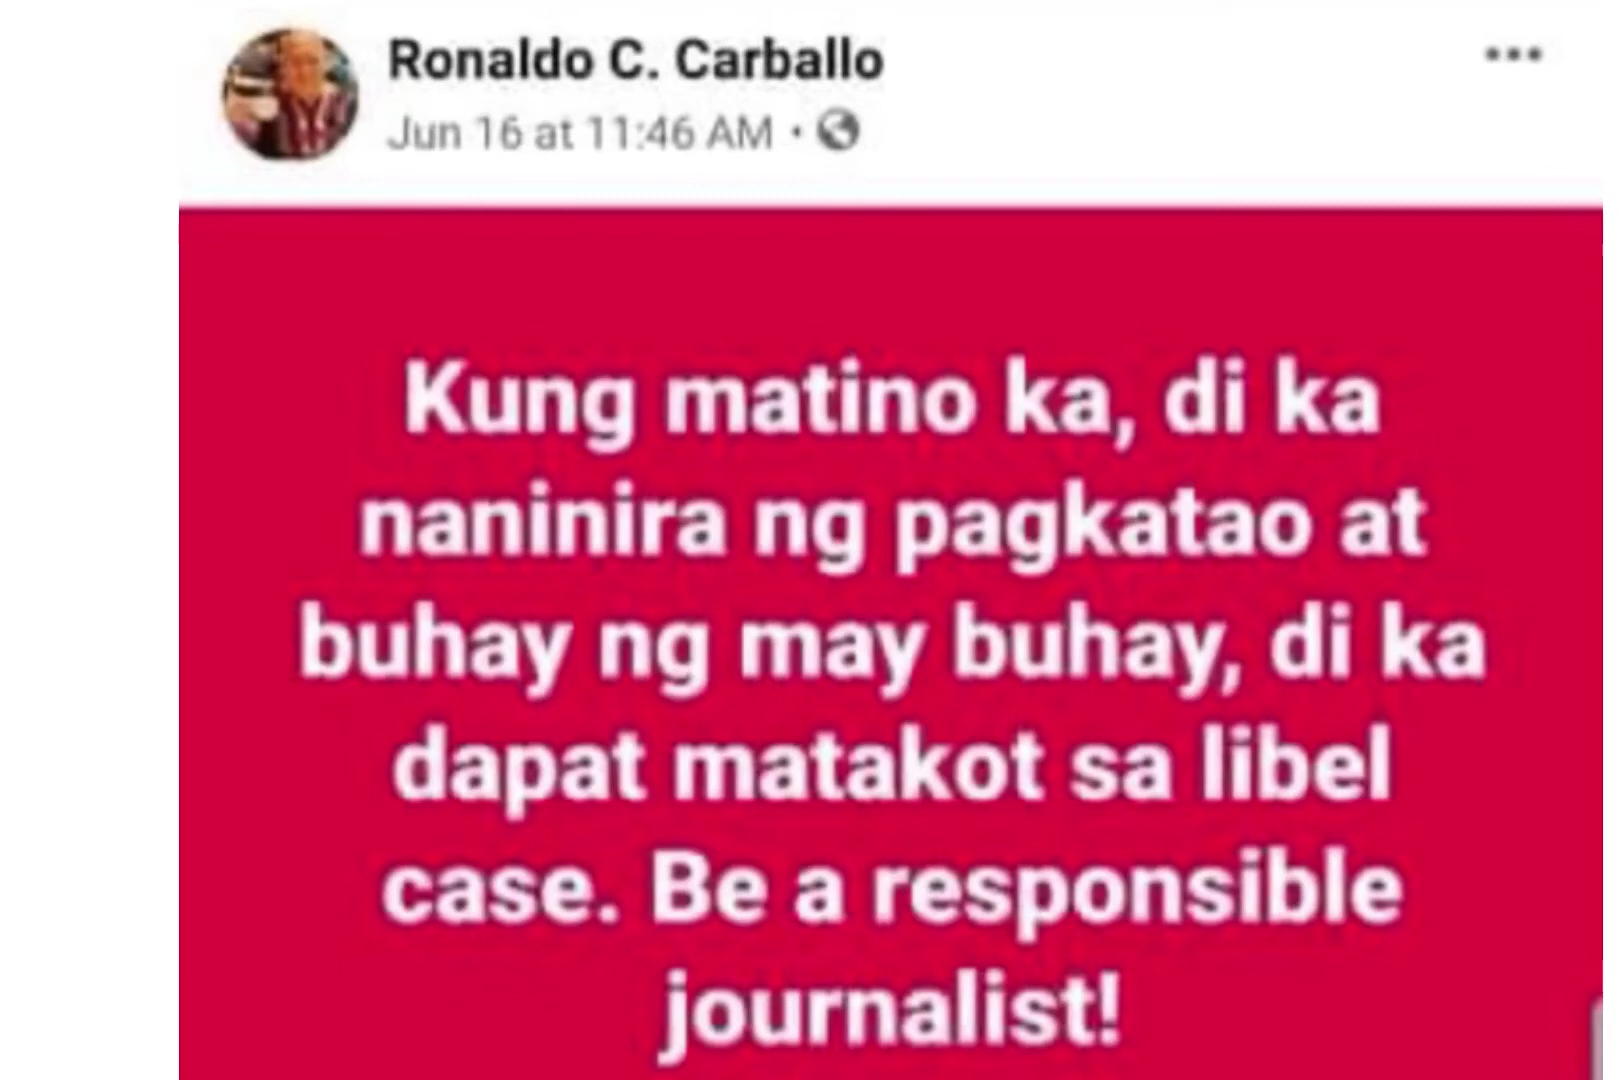 Ronaldo C. Carballo
Jun 16 at 11:46 AM ·
Kung matino ka, di ka
naninira ng pagkatao at
buhay ng may buhay, di ka
dapat matakot sa libel
case. Be a responsible
journalist!